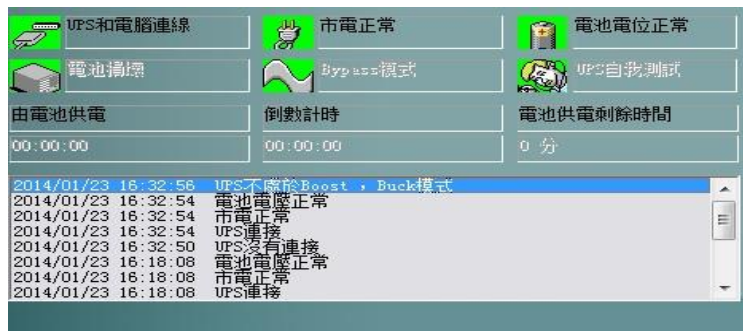 UPS和電腦連線
市電正常
電池電位正常
電池損壞
Bypass模式
UPS自我測試
由電池供電
倒數計時
電池供電剩餘時間
00:00:00
00:00:00
0 分
2014/01/23 16:32:56 UPS不處於Boost , Buck模式
2014/01/23 16:32:54 電池電壓正常
2014/01/23 16:32:54 市電正常
2014/01/23 16:32:54 UPS連接
2014/01/23 16:32:50 UPS沒有連接
2014/01/23 16:18:08 電池電壓正常
2014/01/23 16:18:08 市電正常
2014/01/23 16:18:08 UPS連接